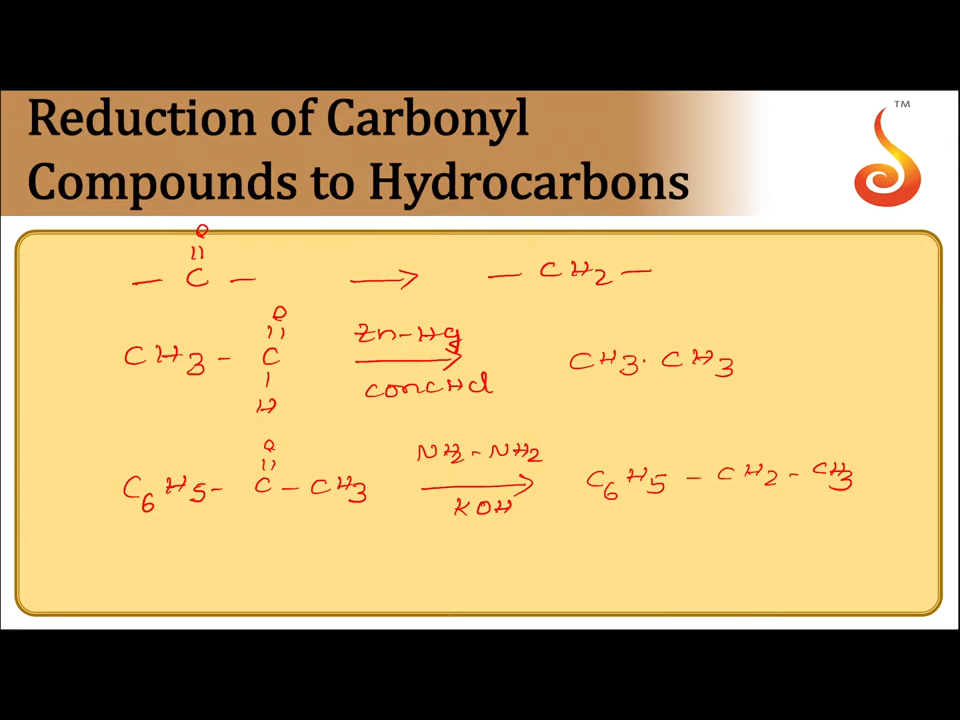 Reduction of Carbonyl
TM
Compounds to Hydrocarbons
O
||
— C — → — CH2 —
O
||
CH3 - C Zn-Hg → conc HCl CH3. CH3
|
H
O
||
C6H5 - C - CH3 NH2 - NH2 → KOH C6H5 - CH2 - CH3